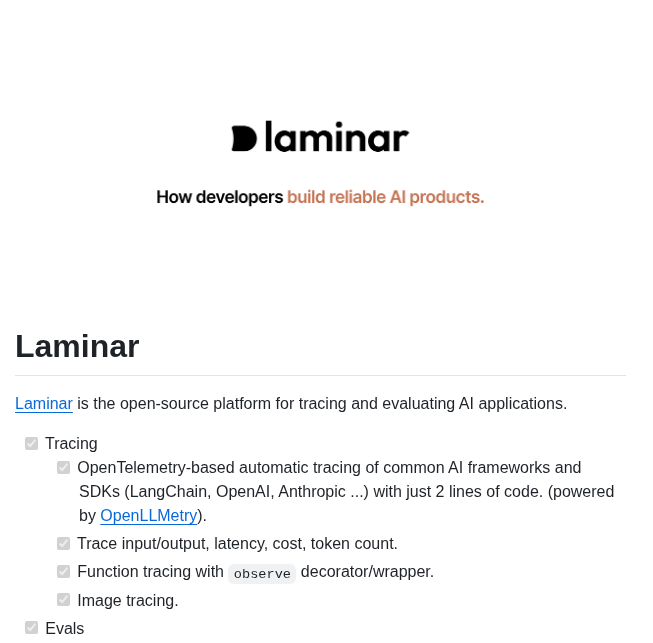 laminar
How developers build reliable AI products.
Laminar
Laminar is the open-source platform for tracing and evaluating AI applications.
Tracing
OpenTelemetry-based automatic tracing of common AI frameworks and
SDKs (LangChain, OpenAI, Anthropic ...) with just 2 lines of code. (powered
by OpenLLMetry).
Trace input/output, latency, cost, token count.
Function tracing with observe decorator/wrapper.
Image tracing.
Evals